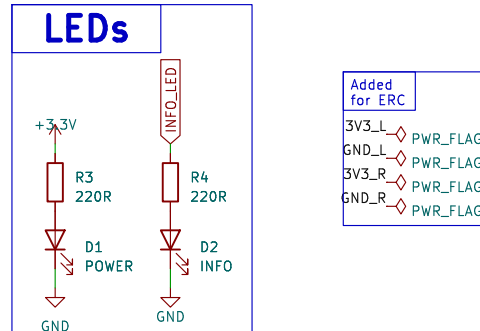 LEDs
+3.3V
INFO_LED
R3
220R
R4
220R
D1
POWER
D2
INFO
GND
GND
Added
for ERC
3V3_L
PWR_FLAG
GND_L
PWR_FLAG
3V3_R
PWR_FLAG
GND_R
PWR_FLAG